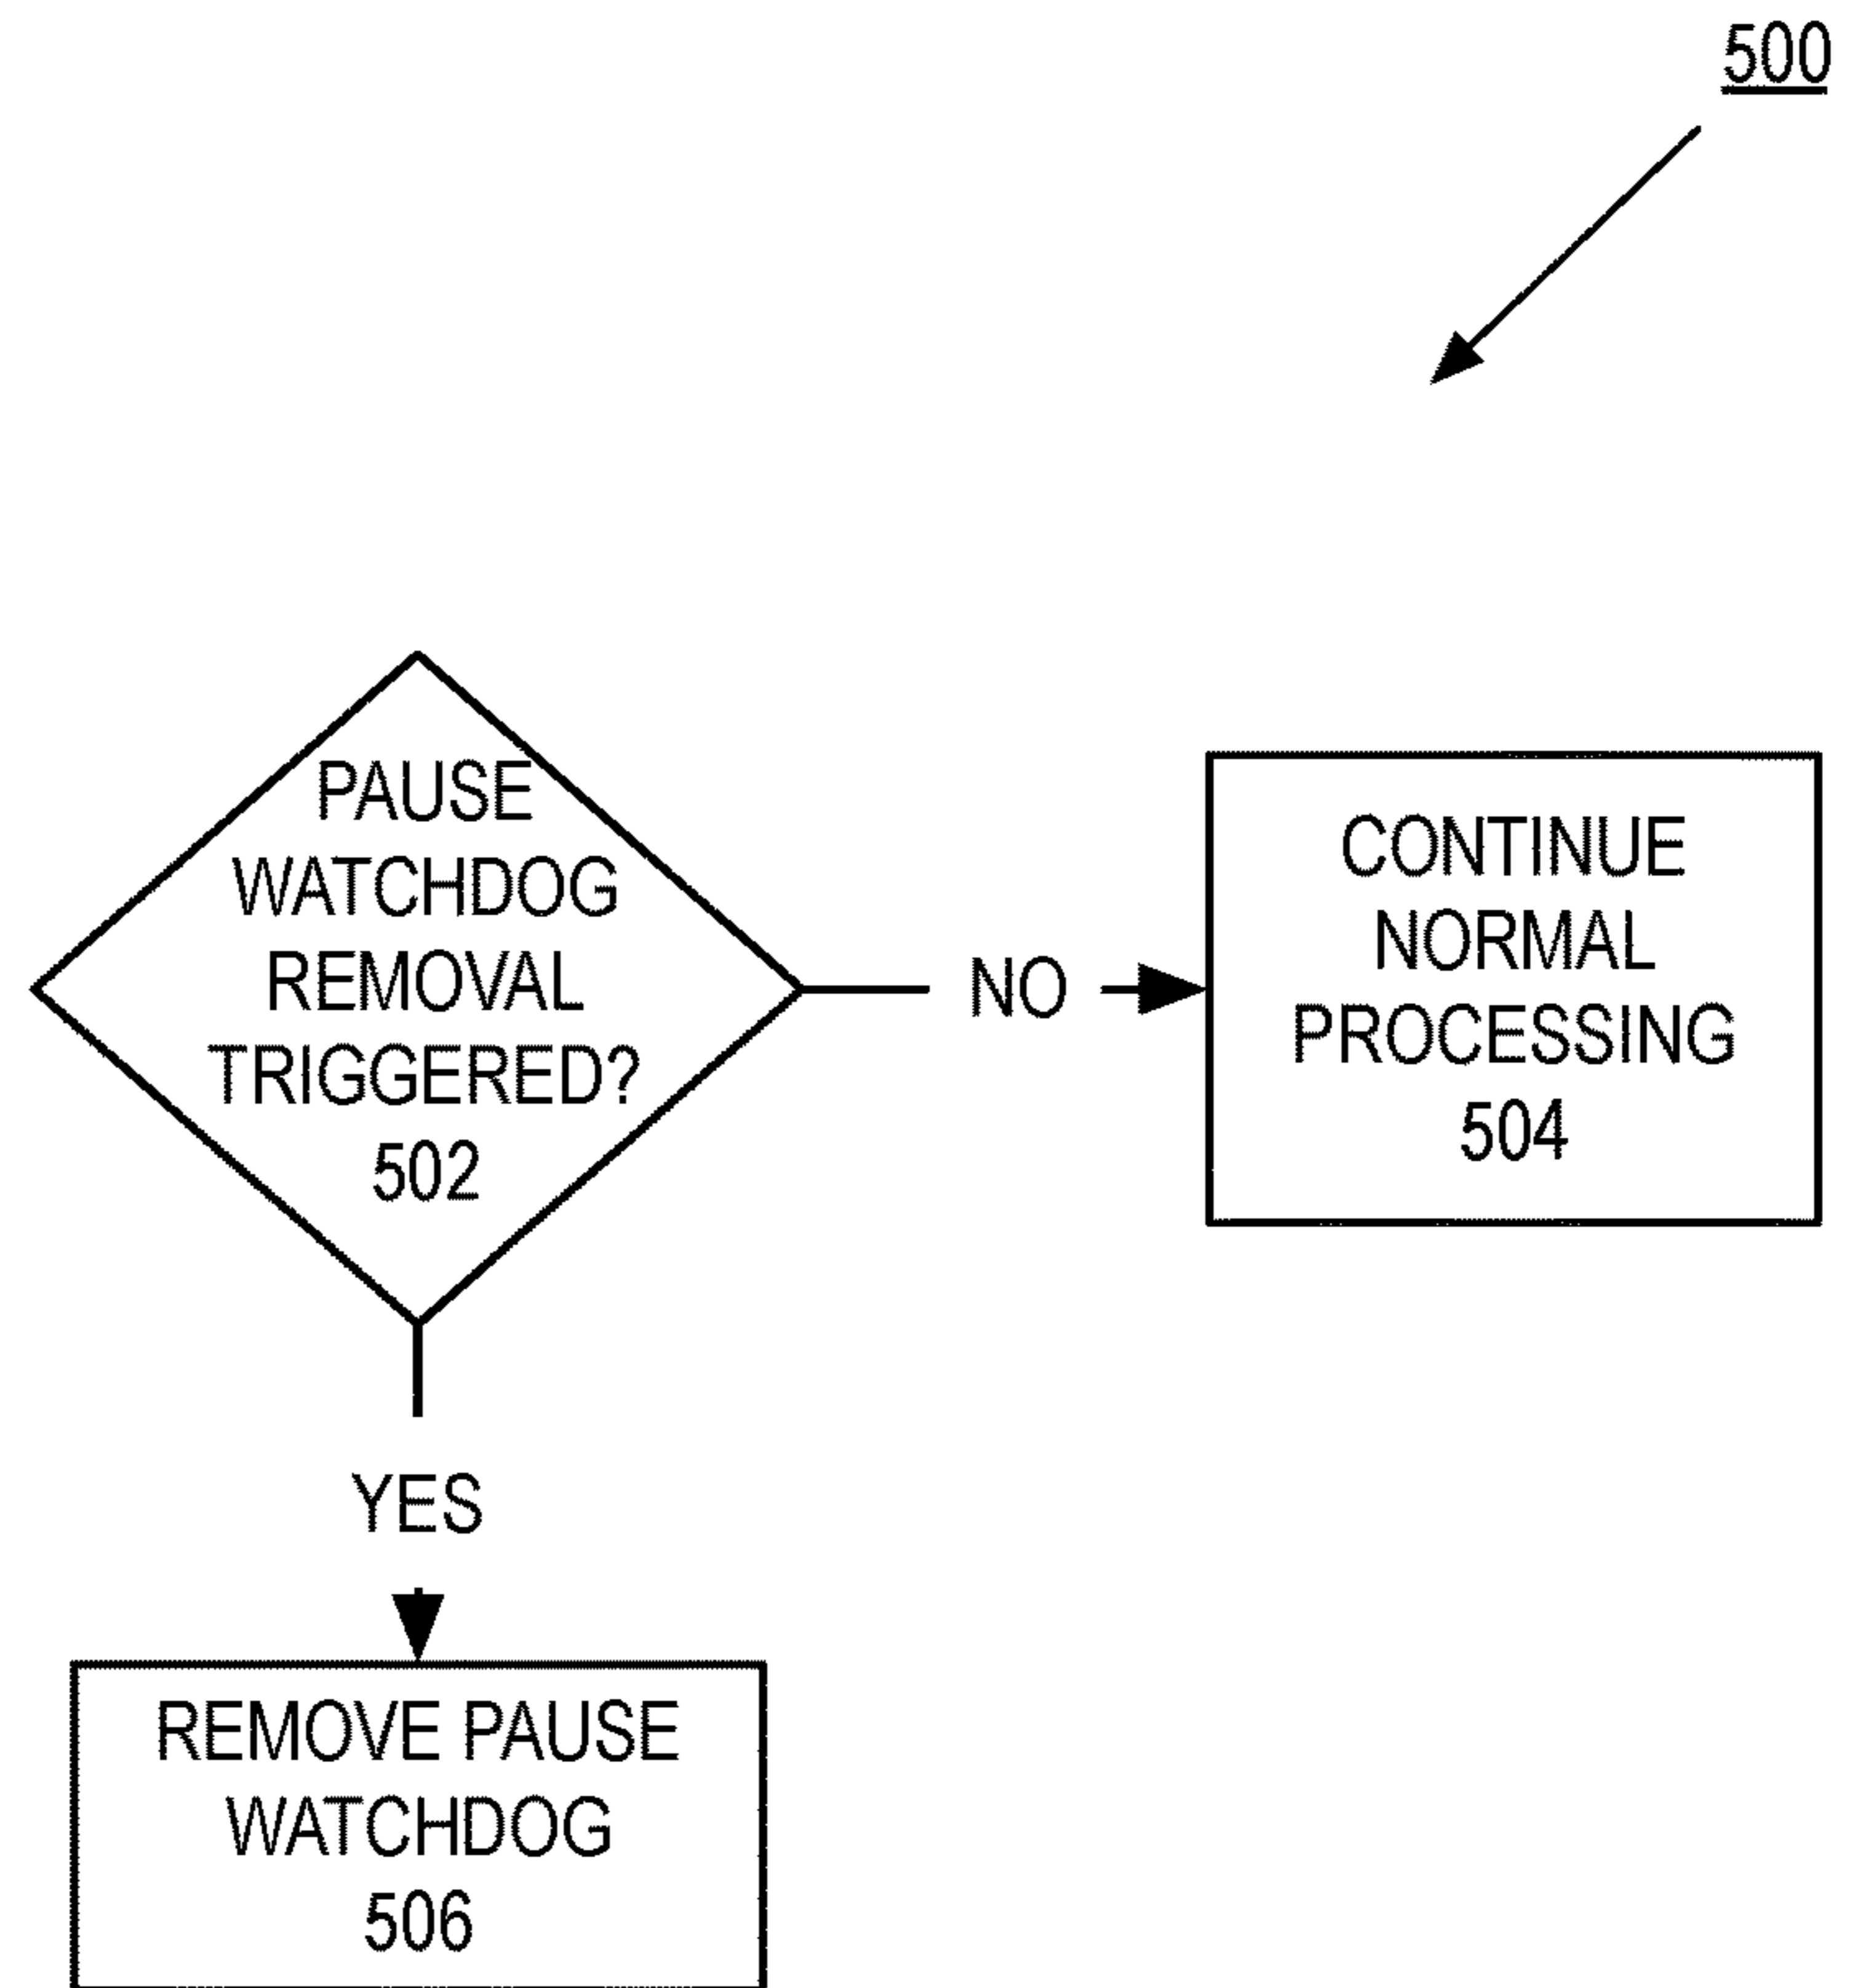 500
PAUSE
WATCHDOG
REMOVAL
TRIGGERED?
502
NO
CONTINUE
NORMAL
PROCESSING
504
YES
REMOVE PAUSE
WATCHDOG
506